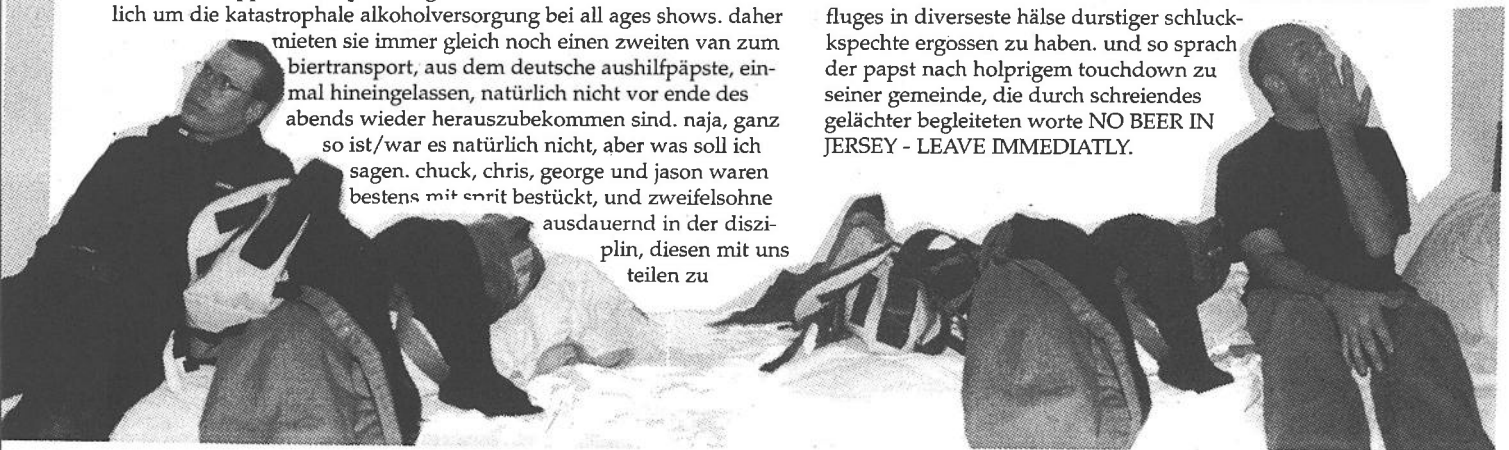 lich um die katastrophale alkoholversorgung bei all ages shows. daher
mieten sie immer gleich noch einen zweiten van zum
biertransport, aus dem deutsche aushilfpäpste, ein-
mal hineingelassen, natürlich nicht vor ende des
abends wieder herauszubekommen sind. naja, ganz
so ist/war es natürlich nicht, aber was soll ich
sagen. chuck, chris, george und jason waren
bestens mit sprit bestückt, und zweifelsohne
ausdauernd in der diszi-
plin, diesen mit uns
teilen zu
fluges in diverseste hälse durstiger schluck-
kspechte ergossen zu haben. und so sprach
der papst nach holprigem touchdown zu
seiner gemeinde, die durch schreiendes
gelächter begleiteten worte NO BEER IN
JERSEY - LEAVE IMMEDIATLY.